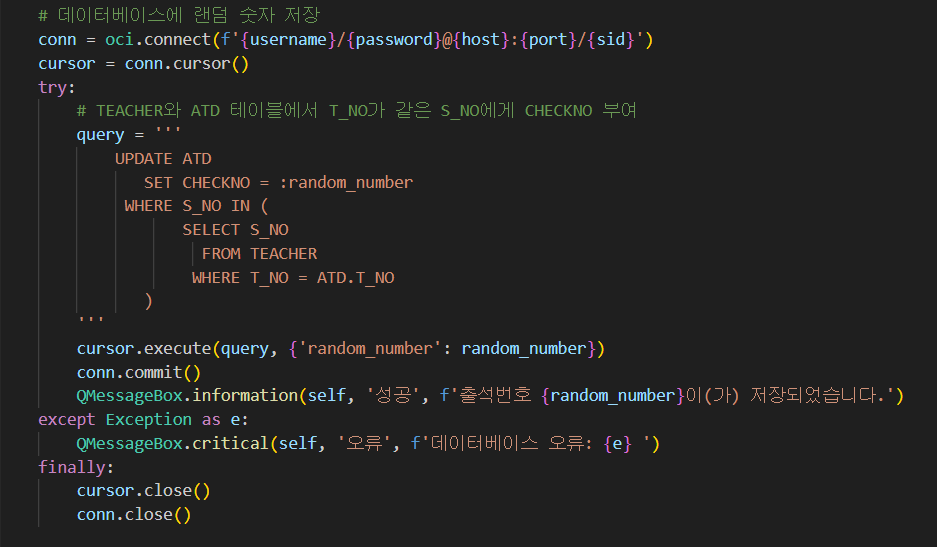 # 데이터베이스에 랜덤 숫자 저장
conn = oci.connect(f'{username}/{password}@{host}:{port}/{sid}')
cursor = conn.cursor()
try:
    # TEACHER와 ATD 테이블에서 T_NO가 같은 S_NO에게 CHECKNO 부여
    query = '''
        UPDATE ATD
           SET CHECKNO = :random_number
         WHERE S_NO IN (
               SELECT S_NO
                 FROM TEACHER
                WHERE T_NO = ATD.T_NO
           )
    '''
    cursor.execute(query, {'random_number': random_number})
    conn.commit()
    QMessageBox.information(self, '성공', f'출석번호 {random_number}이(가) 저장되었습니다.')
except Exception as e:
    QMessageBox.critical(self, '오류', f'데이터베이스 오류: {e} ')
finally:
    cursor.close()
    conn.close()